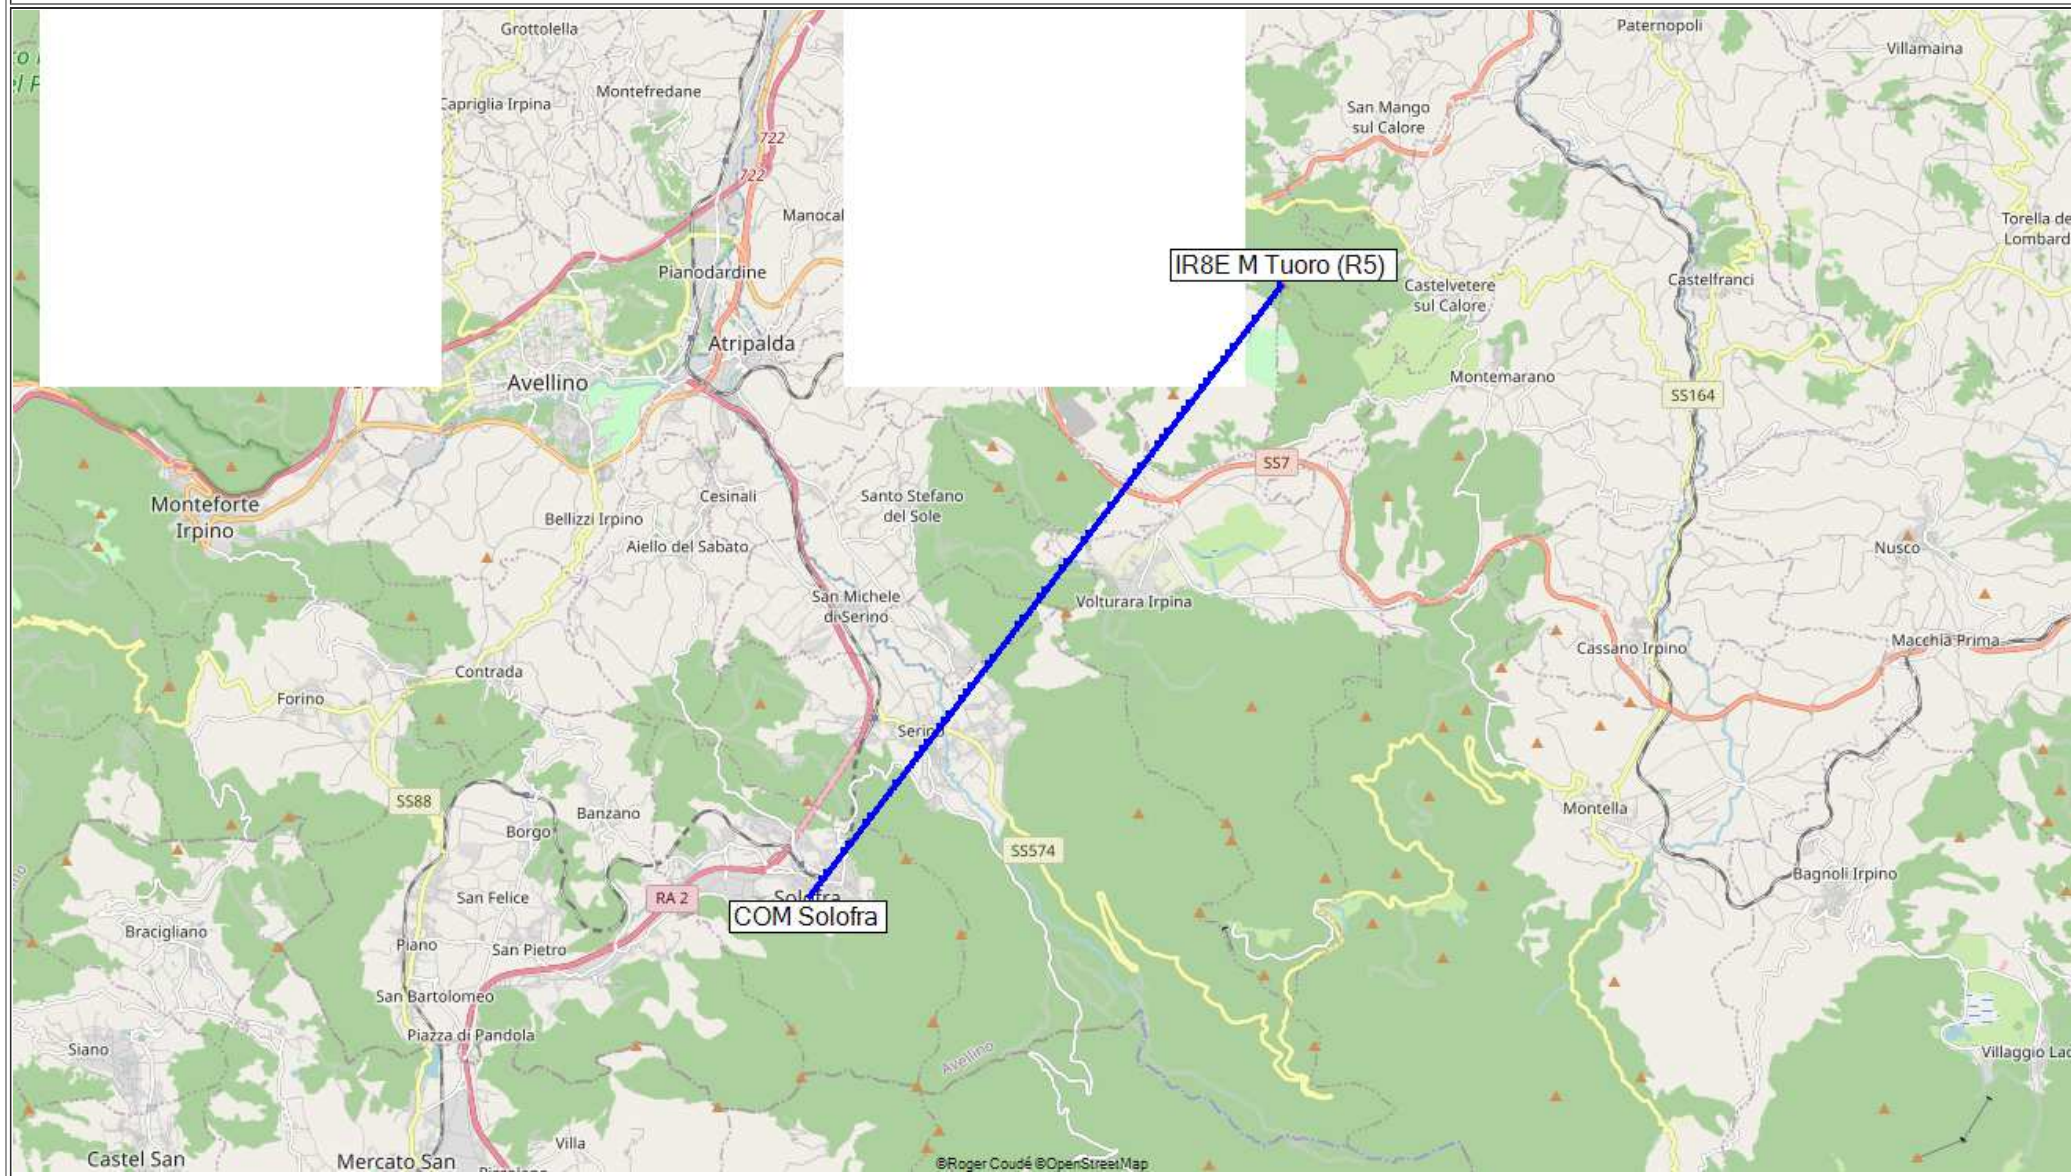 Grottolella
Paternopoli
Villamaina
Montefredane
Capriglia Irpina
San Mango
sul Calore
722
722
Manocal
Torella de
Lombard
IR8E M Tuoro (R5)
Pianodardine
Castelvetere
sul Calore
Castelfranci
Atripalda
Avellino
Montemarano
SS164
SS7
Monteforte
Irpino
Cesinali
Santo Stefano
del Sole
Bellizzi Irpino
Aiello del Sabato
Nusco
San Michele
di Serino
Volturara Irpina
Macchia Prima
Cassano Irpino
Contrada
Forino
Serino
SS88
Banzano
Borgo
Montella
SS574
Bagnoli Irpino
RA 2
San Felice
Solofra
COM Solofra
Bracigliano
Piano
San Pietro
San Bartolomeo
Piazza di Pandola
Siano
Avellino
Villaggio Lac
Villa
Castel San
Mercato San
©Roger Coudé ©OpenStreetMap